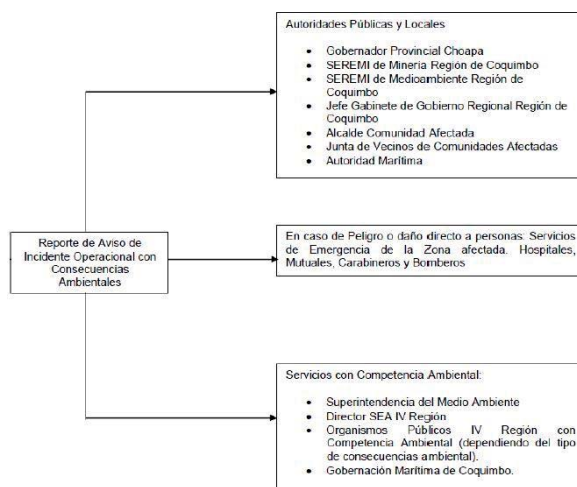 Autoridades Públicas y Locales
• Gobernador Provincial Choapa
• SEREMI de Minería Región de Coquimbo
• SEREMI de Medioambiente Región de
Coquimbo
• Jefe Gabinete de Gobierno Regional Región de
Coquimbo
• Alcalde Comunidad Afectada
• Junta de Vecinos de Comunidades Afectadas
• Autoridad Marítima
Reporte de Aviso de
Incidente Operacional con
Consecuencias
Ambientales
En caso de Peligro o daño directo a personas: Servicios
de Emergencia de la Zona afectada. Hospitales,
Mutuales, Carabineros y Bomberos
Servicios con Competencia Ambiental:
• Superintendencia del Medio Ambiente
• Director SEA IV Región
• Organismos Públicos IV Región con
Competencia Ambiental (dependiendo del tipo
de consecuencias ambiental).
• Gobernación Marítima de Coquimbo.